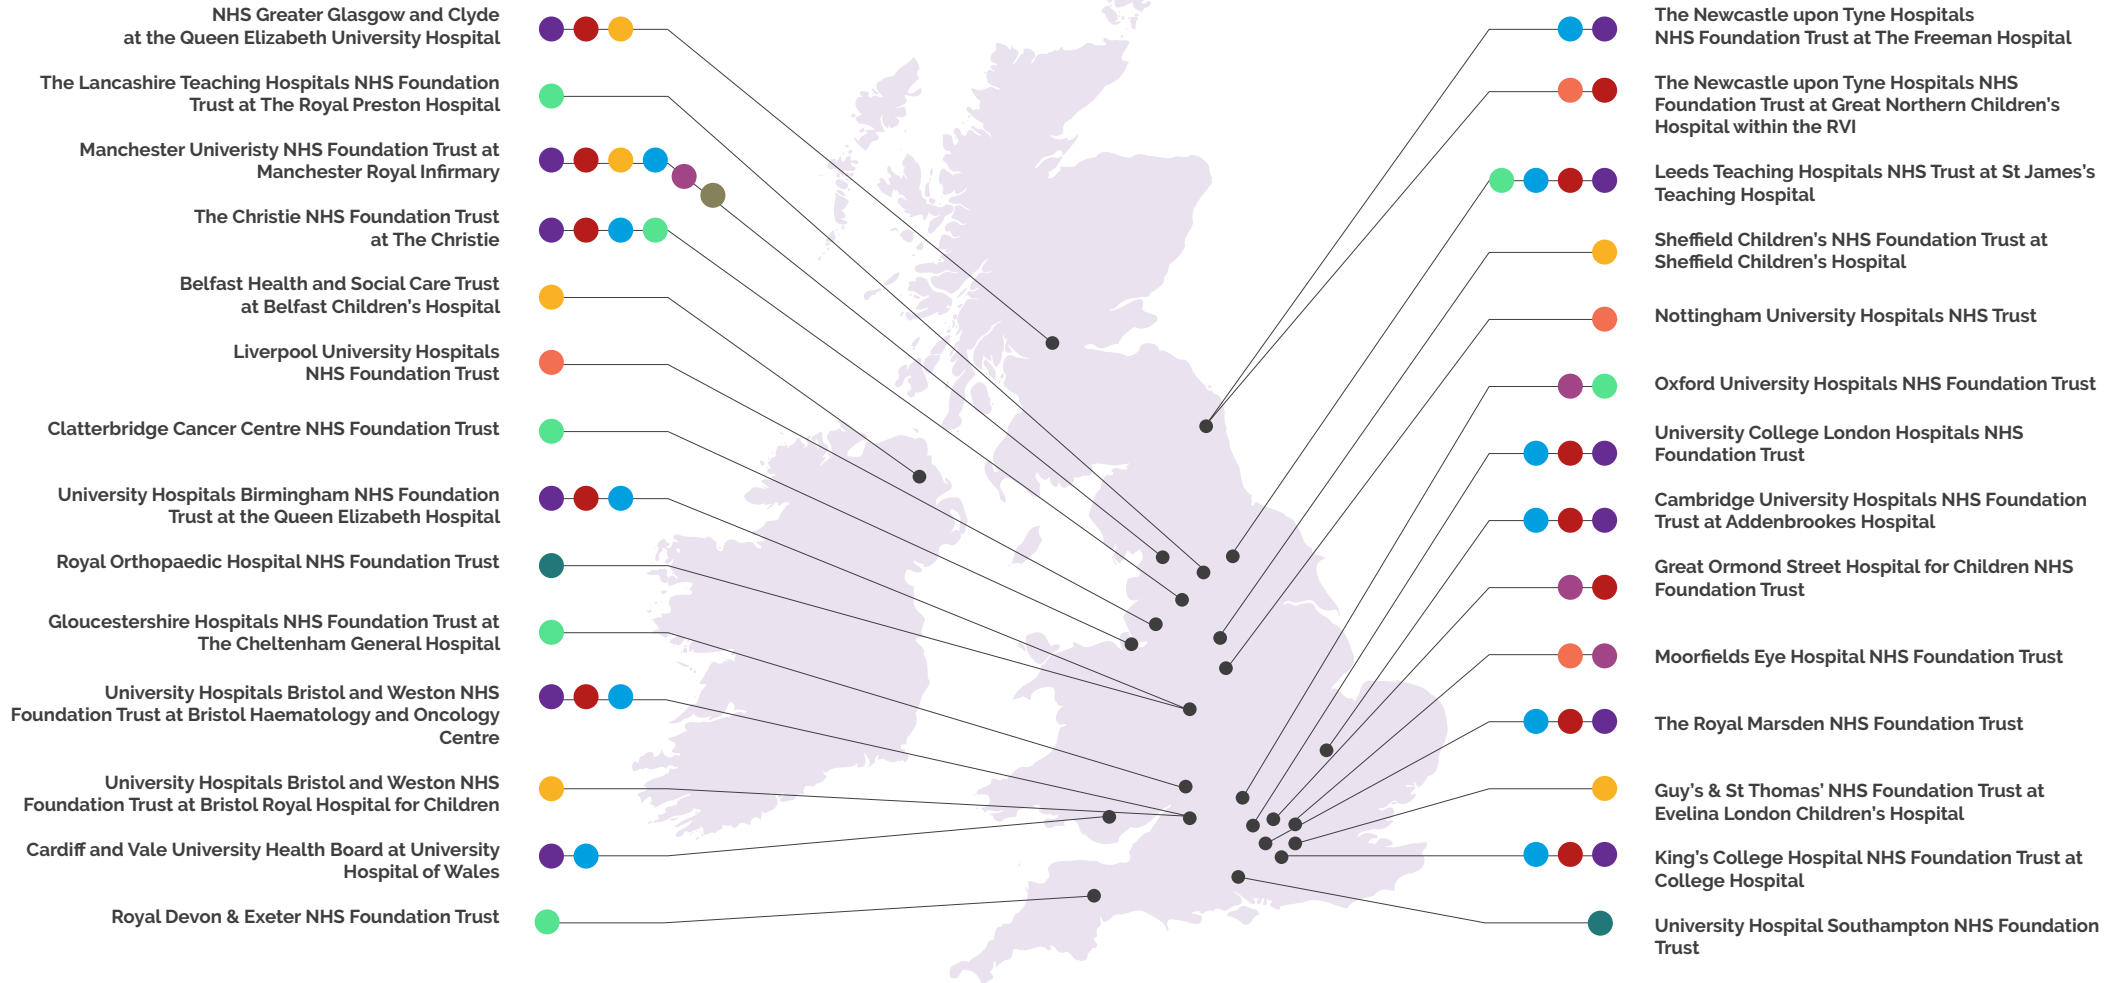 NHS Greater Glasgow and Clyde
at the Queen Elizabeth University Hospital
The Lancashire Teaching Hospitals NHS Foundation
Trust at The Royal Preston Hospital
Manchester Univeristy NHS Foundation Trust at
Manchester Royal Infirmary
The Christie NHS Foundation Trust
at The Christie
Belfast Health and Social Care Trust
at Belfast Children’s Hospital
Liverpool University Hospitals
NHS Foundation Trust
Clatterbridge Cancer Centre NHS Foundation Trust
University Hospitals Birmingham NHS Foundation
Trust at the Queen Elizabeth Hospital
Royal Orthopaedic Hospital NHS Foundation Trust
Gloucestershire Hospitals NHS Foundation Trust at
The Cheltenham General Hospital
University Hospitals Bristol and Weston NHS
Foundation Trust at Bristol Haematology and Oncology
Centre
University Hospitals Bristol and Weston NHS
Foundation Trust at Bristol Royal Hospital for Children
Cardiff and Vale University Health Board at University
Hospital of Wales
Royal Devon & Exeter NHS Foundation Trust
The Newcastle upon Tyne Hospitals
NHS Foundation Trust at The Freeman Hospital
The Newcastle upon Tyne Hospitals NHS
Foundation Trust at Great Northern Children’s
Hospital within the RVI
Leeds Teaching Hospitals NHS Trust at St James’s
Teaching Hospital
Sheffield Children’s NHS Foundation Trust at
Sheffield Children’s Hospital
Nottingham University Hospitals NHS Trust
Oxford University Hospitals NHS Foundation Trust
University College London Hospitals NHS
Foundation Trust
Cambridge University Hospitals NHS Foundation
Trust at Addenbrookes Hospital
Great Ormond Street Hospital for Children NHS
Foundation Trust
Moorfields Eye Hospital NHS Foundation Trust
The Royal Marsden NHS Foundation Trust
Guy’s & St Thomas’ NHS Foundation Trust at
Evelina London Children’s Hospital
King’s College Hospital NHS Foundation Trust at
College Hospital
University Hospital Southampton NHS Foundation
Trust